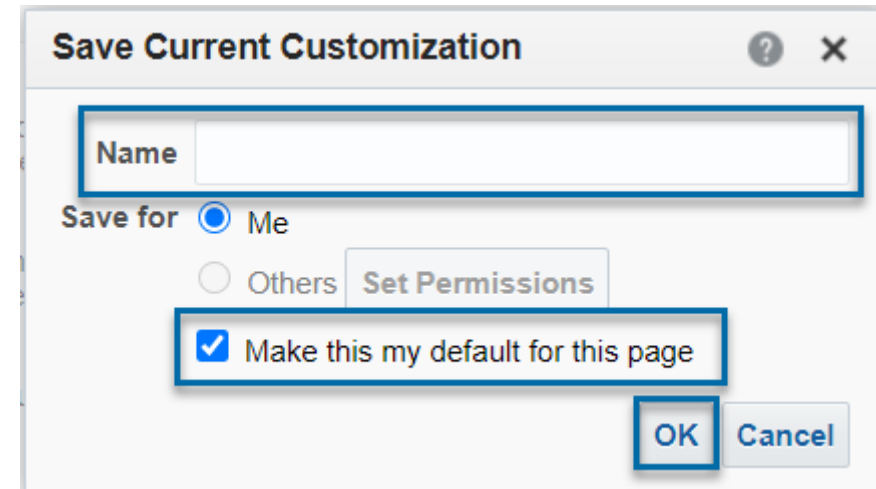 Save Current Customization ? ×
Name
Save for Me
Others Set Permissions
Make this my default for this page
OK Cancel